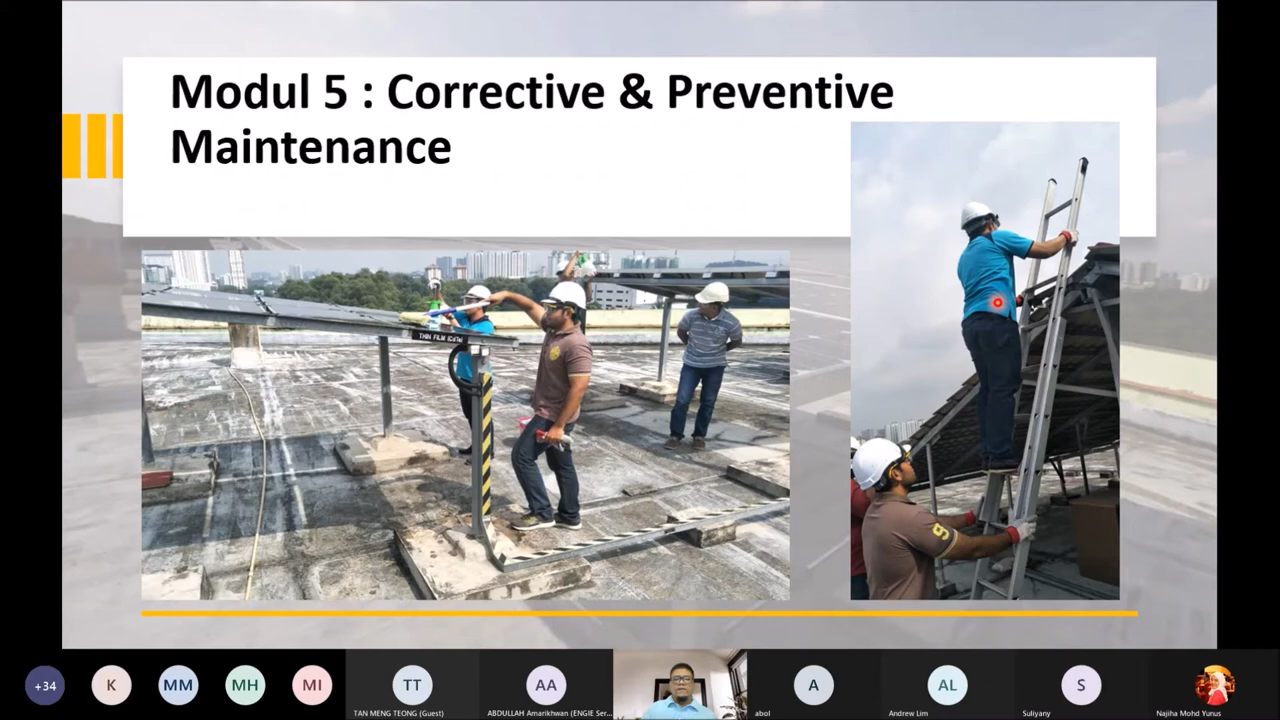 Modul 5 : Corrective & Preventive
Maintenance
THIN FILM (CdTe)
9
+34
K
MM
MH
MI
TT
AA
A
AL
S
TAN MENG TEONG (Guest)
ABDULLAH Amarikhwan (ENGIE Ser...
abol
Andrew Lim
Suliyany
Najiha Mohd Yunus